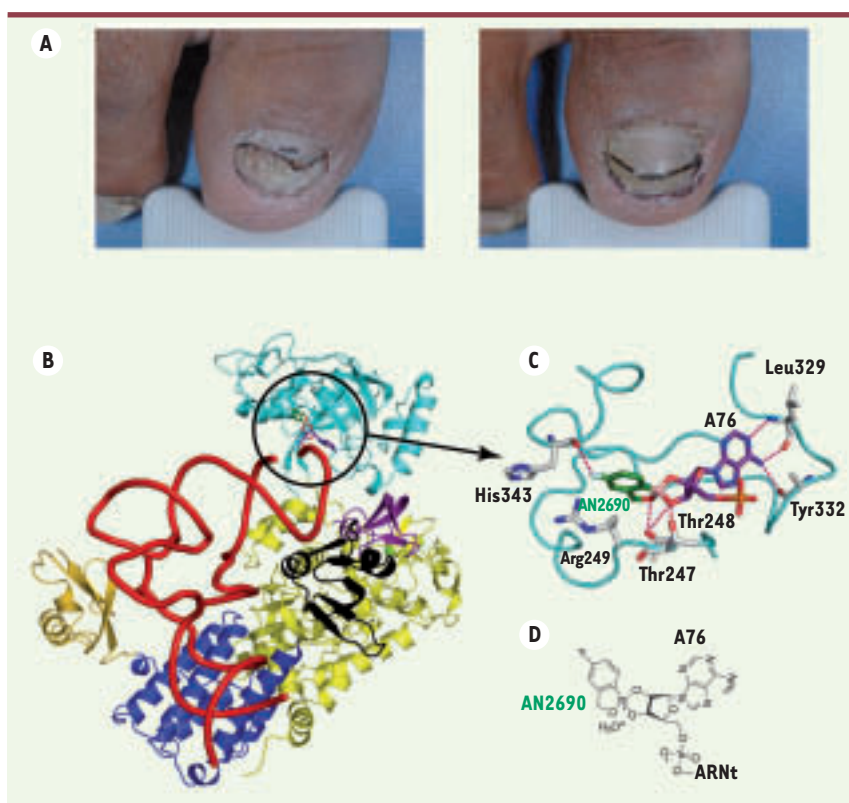 A
B
C
Leu329
A76
His343
AN2690
Thr248
Tyr332
Arg249
Thr247
D
A76
AN2690
ARNt